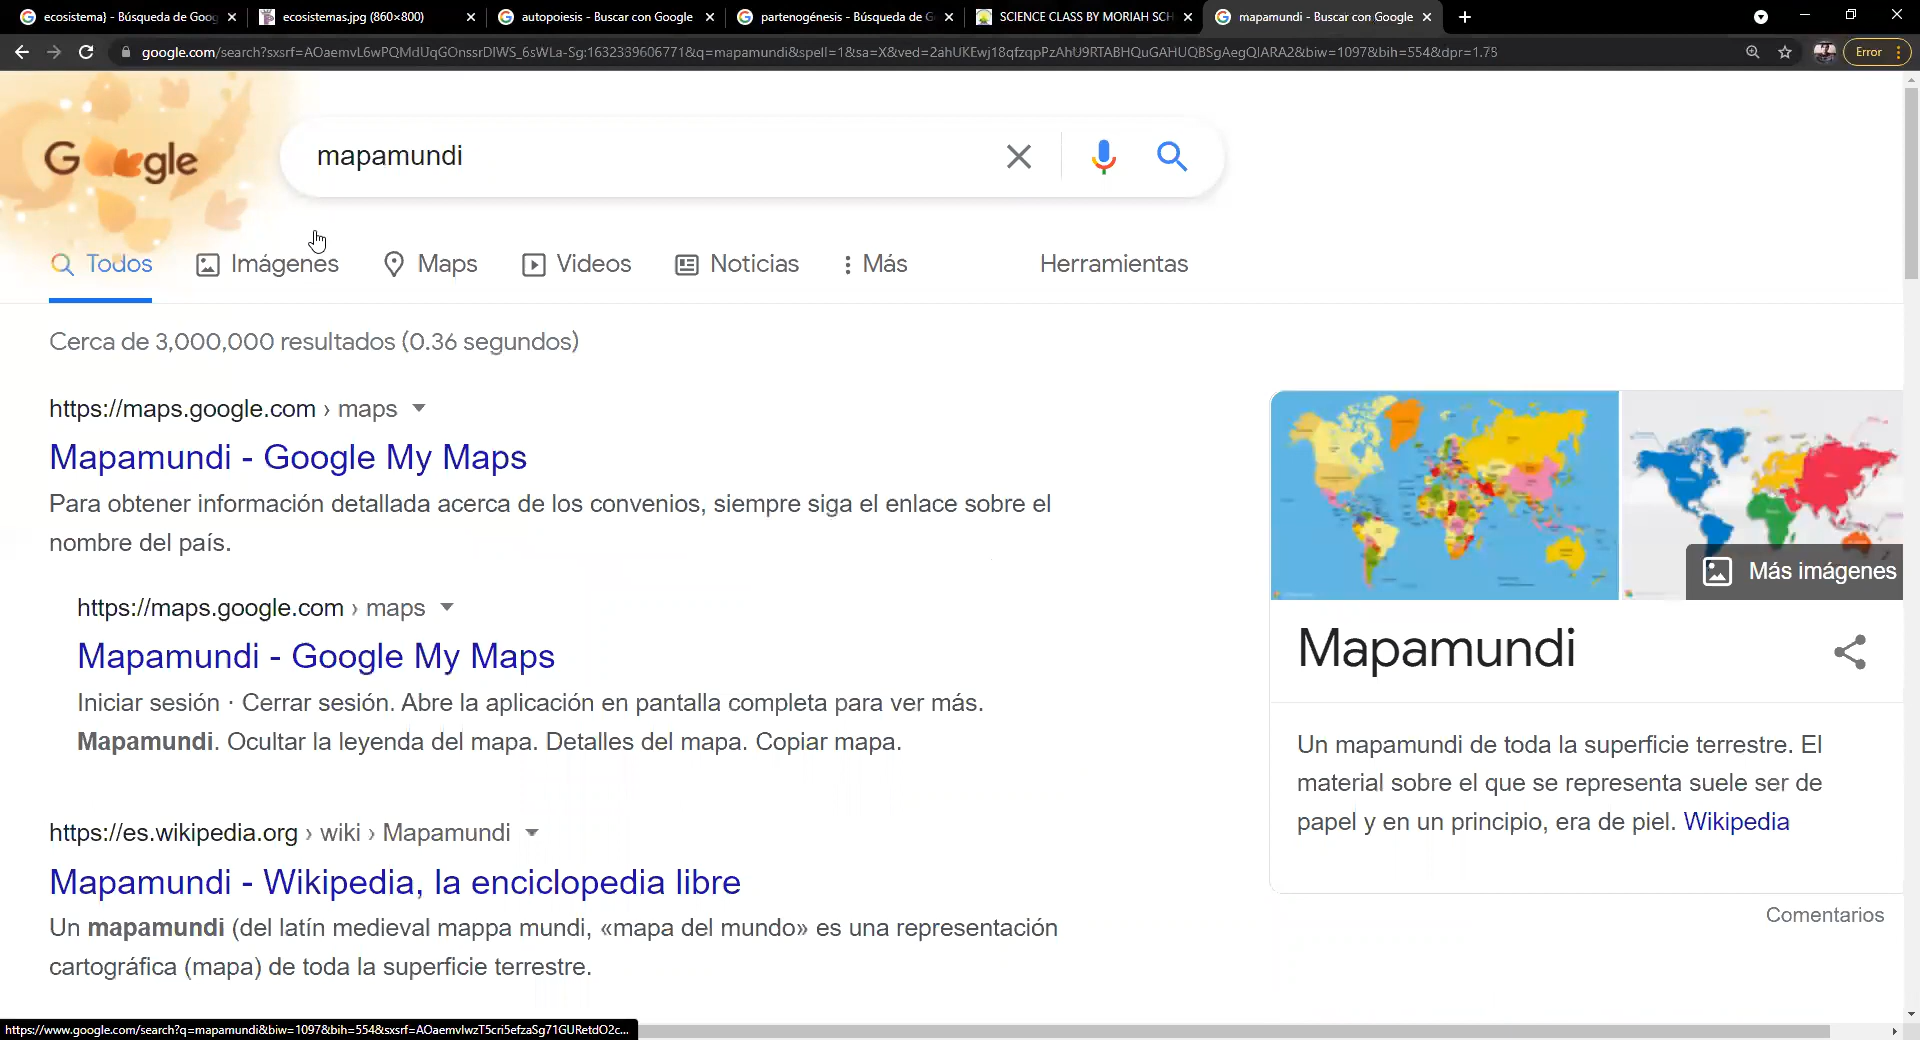 ecosistema} - Búsqueda de Goog
ecosistemas.jpg (860×800)
autopoiesis - Buscar con Google
partenogénesis - Búsqueda de G
SCIENCE CLASS BY MORIAH SCH
mapamundi - Buscar con Google
google.com/search?sxsrf=AOaemvL6wPQMdUqGOnssrDIWS_6sWLa-Sg:1632339606771&q=mapamundi&spell=1&sa=X&ved=2ahUKEwj18qfzqpPzAhU9RTABHQuGAHUQBSgAegQIARA2&biw=1097&bih=554&dpr=1.75
Error
Google
mapamundi
Todos
Imágenes
Maps
Videos
Noticias
Más
Herramientas
Cerca de 3,000,000 resultados (0.36 segundos)
https://maps.google.com › maps
Mapamundi - Google My Maps
Para obtener información detallada acerca de los convenios, siempre siga el enlace sobre el
nombre del país.
https://maps.google.com › maps
Mapamundi - Google My Maps
Iniciar sesión · Cerrar sesión. Abre la aplicación en pantalla completa para ver más.
Mapamundi. Ocultar la leyenda del mapa. Detalles del mapa. Copiar mapa.
https://es.wikipedia.org › wiki › Mapamundi
Mapamundi - Wikipedia, la enciclopedia libre
Un mapamundi (del latín medieval mappa mundi, «mapa del mundo» es una representación
cartográfica (mapa) de toda la superficie terrestre.
Más imágenes
Mapamundi
Un mapamundi de toda la superficie terrestre. El
material sobre el que se representa suele ser de
papel y en un principio, era de piel. Wikipedia
Comentarios
https://www.google.com/search?q=mapamundi&biw=1097&bih=554&sxsrf=AOaemvIwzT5cri5efzaSg71GURetdO2c...